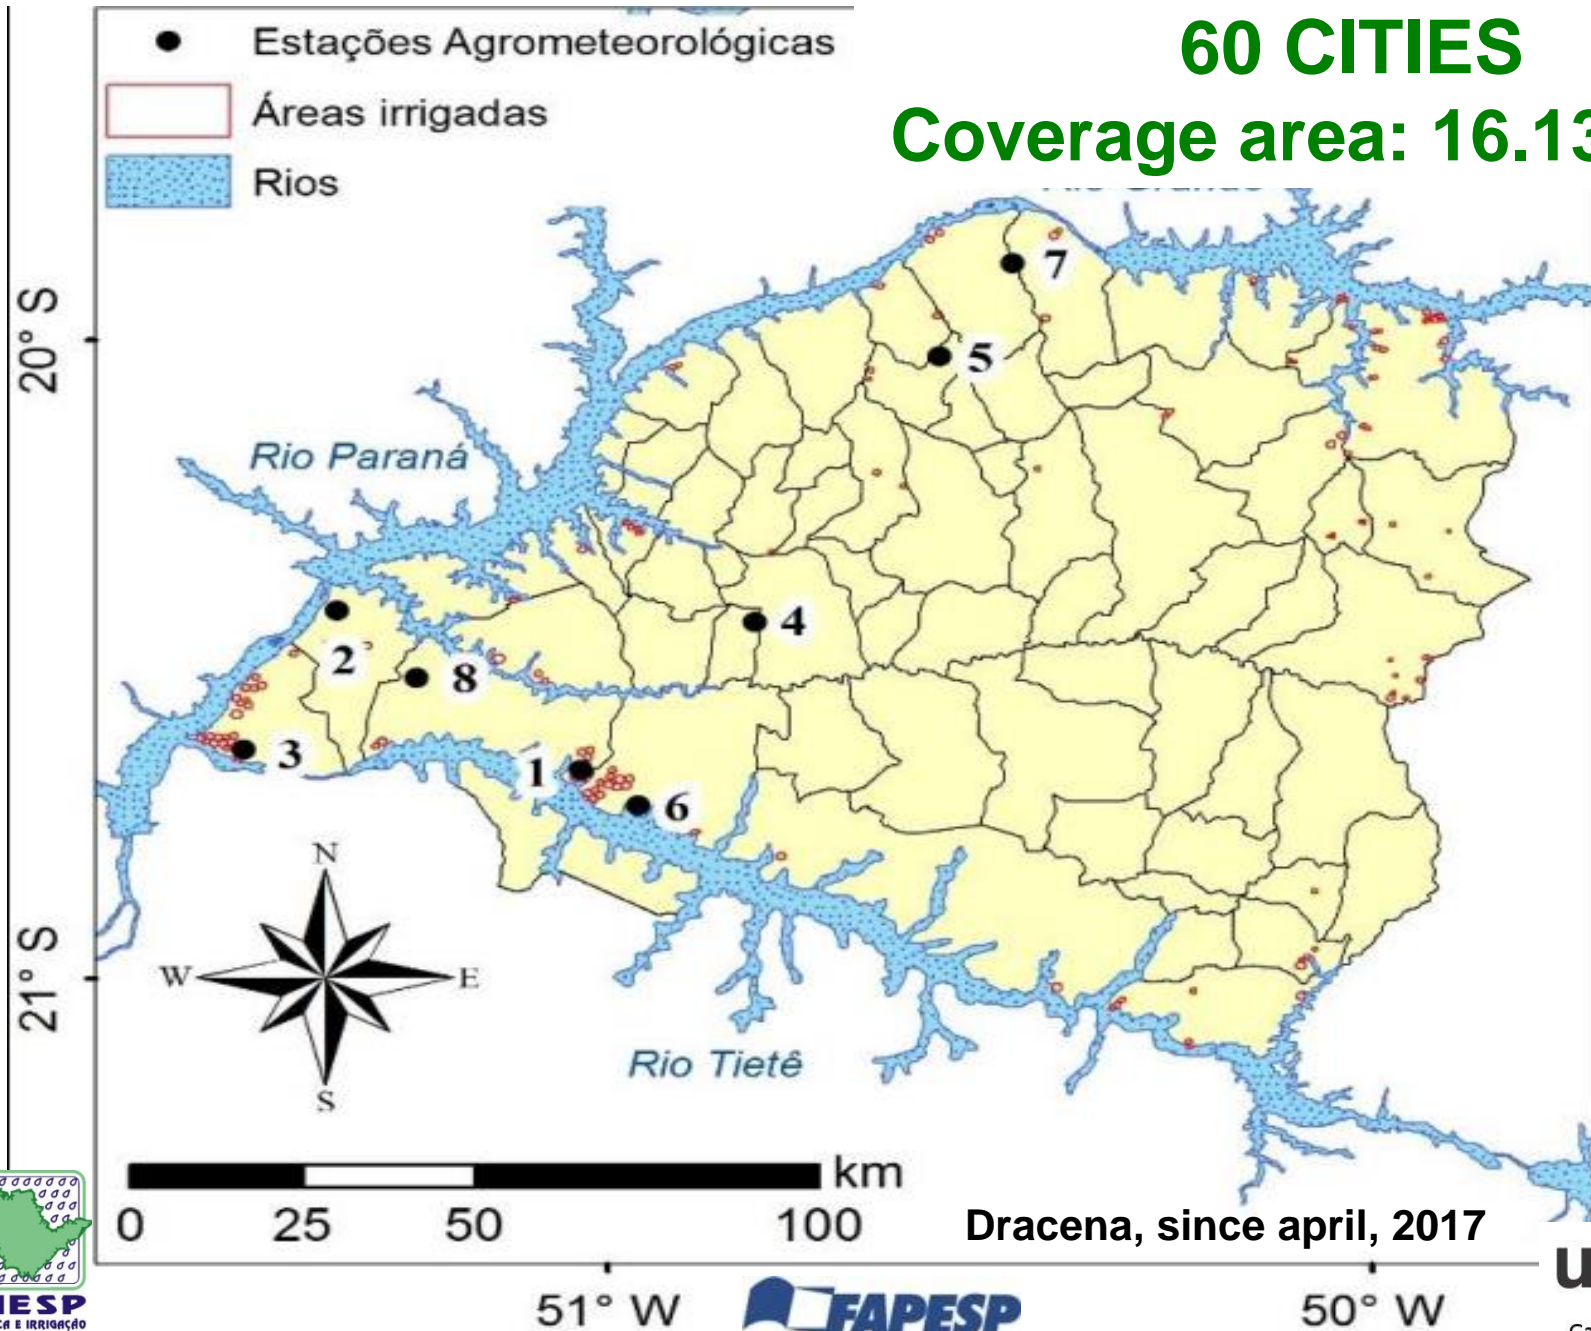 60 CITIES
Coverage area: 16.13
Estações Agrometeorológicas
Áreas irrigadas
Rios
20° S
21° S
Rio Paraná
Rio Tietê
7
5
4
2
8
3
1
6
N
W
E
S
km
0 25 50 100
Dracena, since april, 2017
51° W
50° W
FAPESP